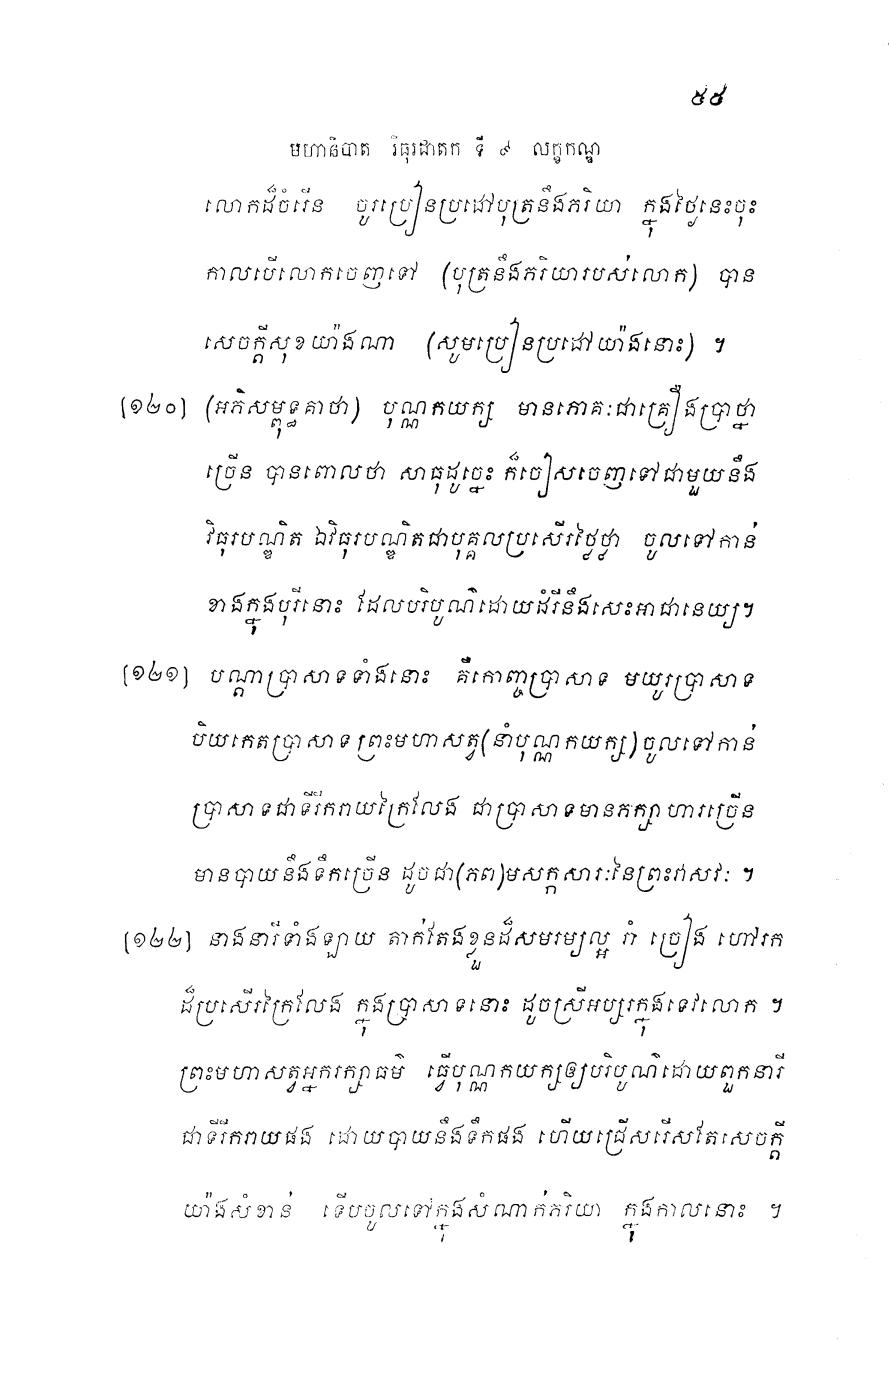 ៥៩
មហានិបាត វិធុរជាតក ទី ៩ លក្ខកណ្ឌ
លោកដ៏ចំរើន ចូរប្រៀនប្រដៅបុត្រនឹងភរិយា ក្នុងថ្ងៃនេះចុះ
កាលបើលោកចេញទៅ (បុត្រនឹងភរិយារបស់លោក) បាន
សេចក្តីសុខយ៉ាងណា (សូមប្រៀនប្រដៅយ៉ាងនោះ) ។
[១២០] (អភិសម្ពុទ្ធគាថា) បុណ្ណកយក្ស មានភោគៈជាគ្រឿងប្រាថ្នា
ច្រើន បានពោលថា សាធុដូច្នេះ ក៏ចៀសចេញទៅជាមួយនឹង
វិធុរបណ្ឌិត ឯវិធុរបណ្ឌិតជាបុគ្គលប្រសើរថ្លៃថ្លា ចូលទៅកាន់
ខាងក្នុងបុរីនោះ ដែលបរិបូណ៌ដោយដំរីនឹងសេះអាជានេយ្យ។
[១២១] បណ្តាប្រាសាទទាំងនោះ គឺកោញ្ចប្រាសាទ មយូរប្រាសាទ
បិយកេតប្រាសាទ ព្រះមហាសត្វ(នាំបុណ្ណកយក្ស)ចូលទៅកាន់
ប្រាសាទជាទីរីករាយក្រៃលែង ជាប្រាសាទមានភក្សាហារច្រើន
មានបាយនឹងទឹកច្រើន ដូចជា(ភព)មសក្កសារៈនៃព្រះវាសវៈ ។
[១២២] នាងនារីទាំងឡាយ តាក់តែងខ្លួនដ៏សមរម្យល្អ រាំ ច្រៀង ហៅរក
ដ៏ប្រសើរក្រៃលែង ក្នុងប្រាសាទនោះ ដូចស្រីអប្សរក្នុងទេវលោក ។
ព្រះមហាសត្វអ្នករក្សាធម៌ ធ្វើបុណ្ណកយក្សឲ្យបរិបូណ៌ដោយពួកនារី
ជាទីរីករាយផង ដោយបាយនឹងទឹកផង ហើយជ្រើសរើសតែសេចក្តី
យ៉ាងសំខាន់ ទើបចូលទៅក្នុងសំណាក់ភរិយា ក្នុងកាលនោះ ។